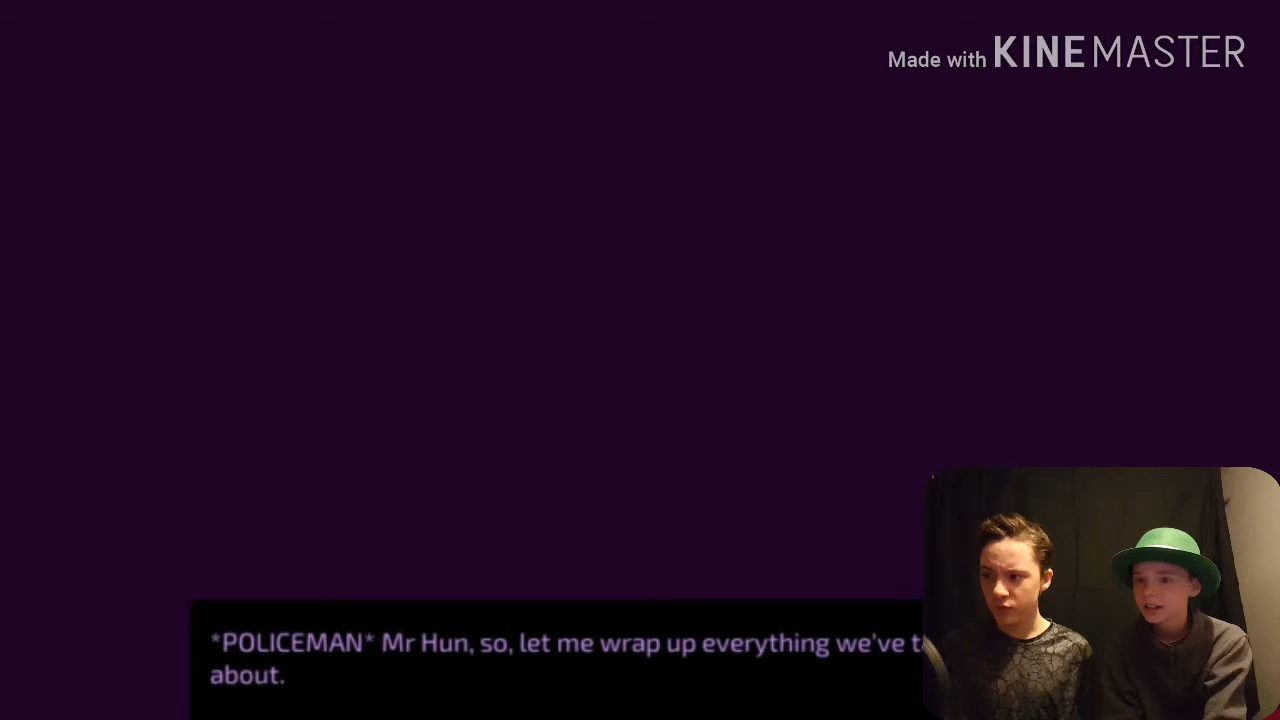 Made with KINEMASTER
*POLICEMAN* Mr Hun, so, let me wrap up everything we've
about.